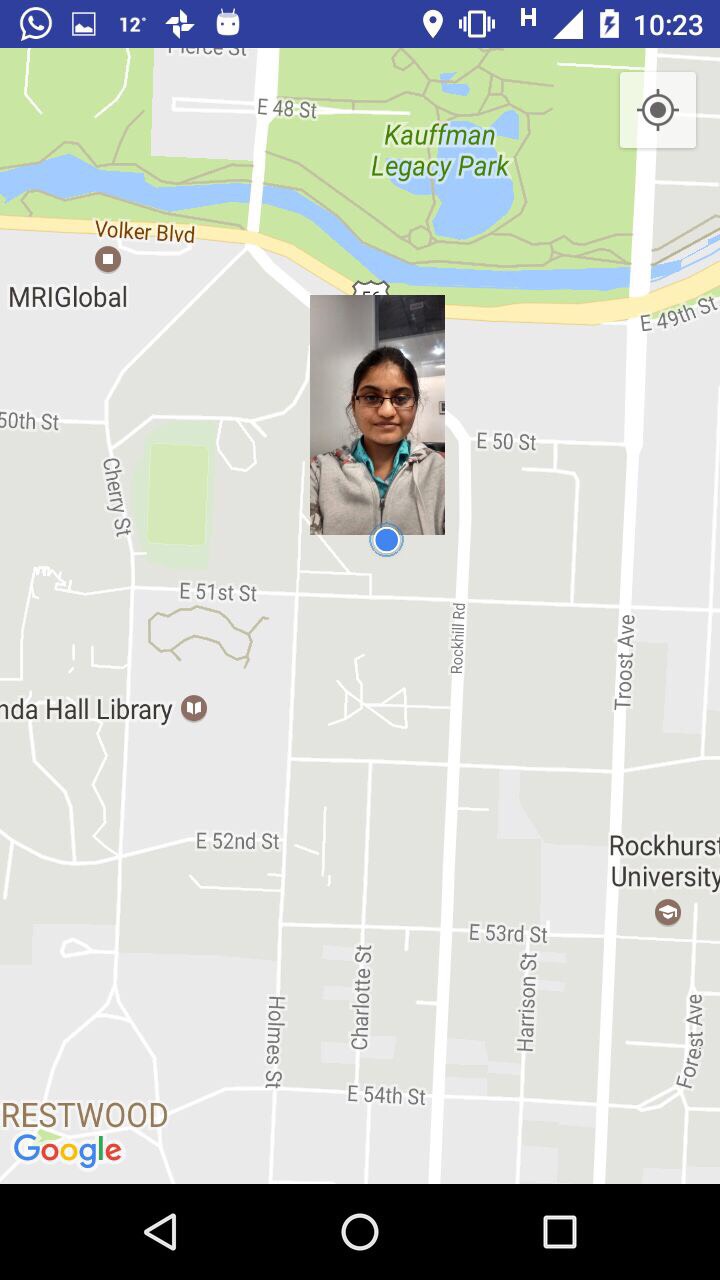 12°
H
10:23
Pierce St
E 48 St
Kauffman
Legacy Park
Volker Blvd
MRIGlobal
56
E 49th St
50th St
E 50 St
Cherry St
E 51st St
Rockhill Rd
Troost Ave
nda Hall Library
E 52nd St
Rockhurst
University
E 53rd St
Charlotte St
Harrison St
Holmes St
Forest Ave
E 54th St
RESTWOOD
Google